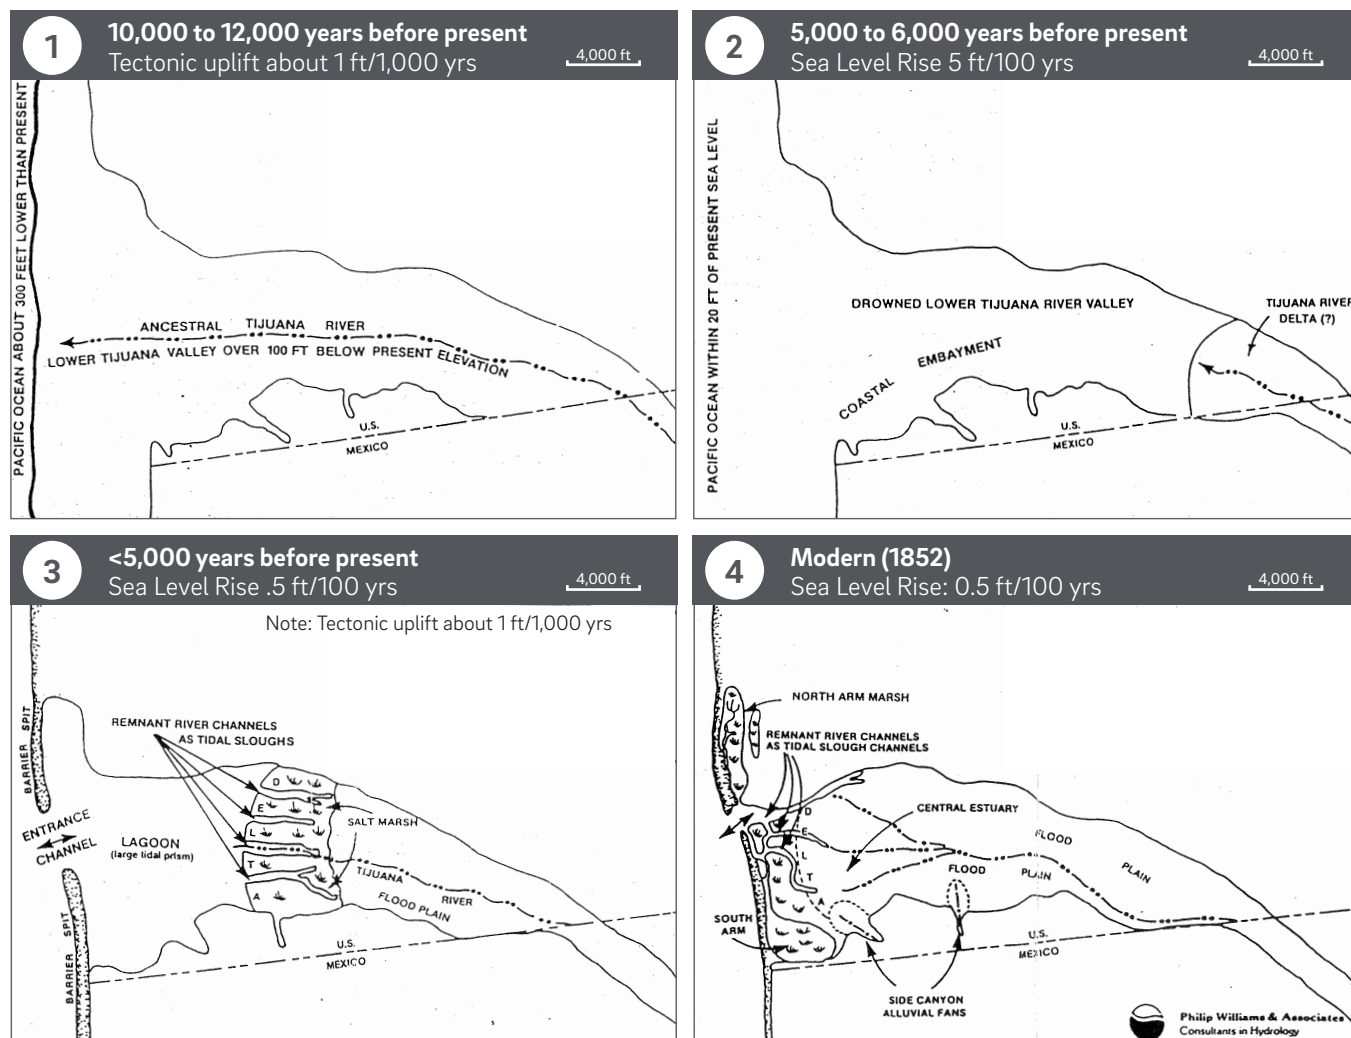 1
10,000 to 12,000 years before present
Tectonic uplift about 1 ft/1,000 yrs
4,000 ft
PACIFIC OCEAN ABOUT 300 FEET LOWER THAN PRESENT
ANCESTRAL TIJUANA RIVER
LOWER TIJUANA VALLEY OVER 100 FT BELOW PRESENT ELEVATION
U.S.
MEXICO
2
5,000 to 6,000 years before present
Sea Level Rise 5 ft/100 yrs
4,000 ft
PACIFIC OCEAN WITHIN 20 FT OF PRESENT SEA LEVEL
DROWNED LOWER TIJUANA RIVER VALLEY
TIJUANA RIVER
DELTA (?)
COASTAL EMBAYMENT
U.S.
MEXICO
3
<5,000 years before present
Sea Level Rise .5 ft/100 yrs
4,000 ft
Note: Tectonic uplift about 1 ft/1,000 yrs
BARRIER SPIT
REMNANT RIVER CHANNELS
AS TIDAL SLOUGHS
ENTRANCE
CHANNEL
LAGOON
(large tidal prism)
DELTA
SALT MARSH
TIJUANA RIVER
FLOOD PLAIN
BARRIER SPIT
U.S.
MEXICO
4
Modern (1852)
Sea Level Rise: 0.5 ft/100 yrs
4,000 ft
NORTH ARM MARSH
REMNANT RIVER CHANNELS
AS TIDAL SLOUGH CHANNELS
CENTRAL ESTUARY
DELTA
FLOOD PLAIN
FLOOD PLAIN
SOUTH
ARM
U.S.
MEXICO
SIDE CANYON
ALLUVIAL FANS
Philip Williams & Associates
Consultants in Hydrology